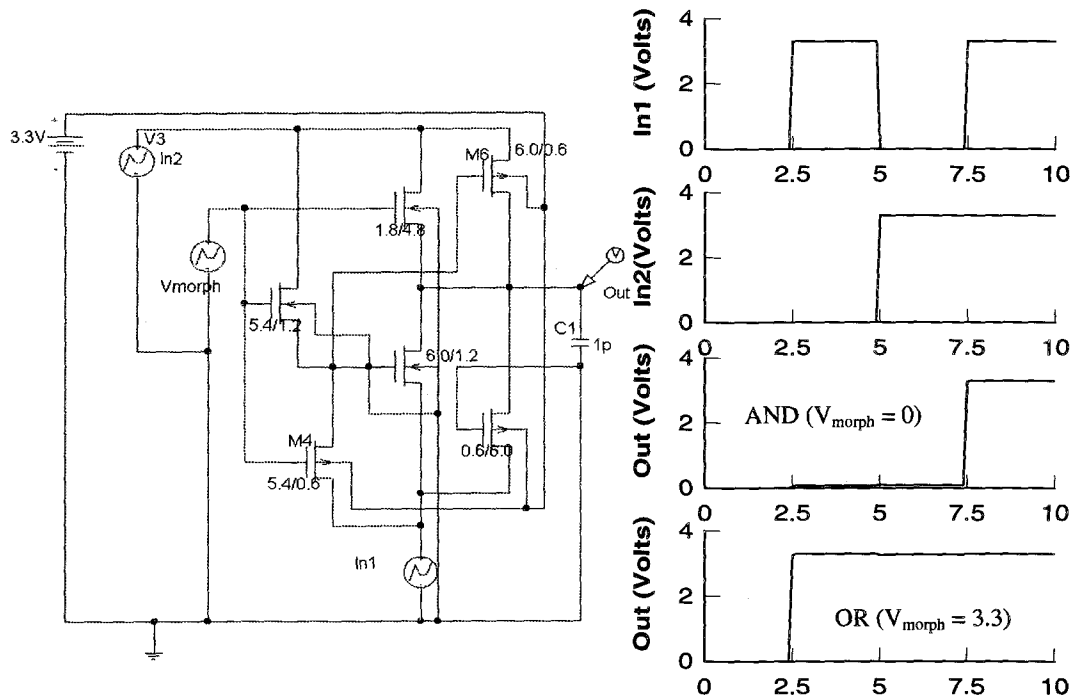 3.3V
+
-
V3
In2
Vmorph
M6
6.0/0.6
1.8/4.8
5.4/1.2
6.0/1.2
Out
V
C1
1p
M4
5.4/0.6
0.6/6.0
In1
In1 (Volts)
4
2
0
0 2.5 5 7.5 10
In2(Volts)
4
2
0
0 2.5 5 7.5 10
Out (Volts)
4
2
0
AND (Vmorph = 0)
0 2.5 5 7.5 10
Out (Volts)
4
2
0
OR (Vmorph = 3.3)
0 2.5 5 7.5 10